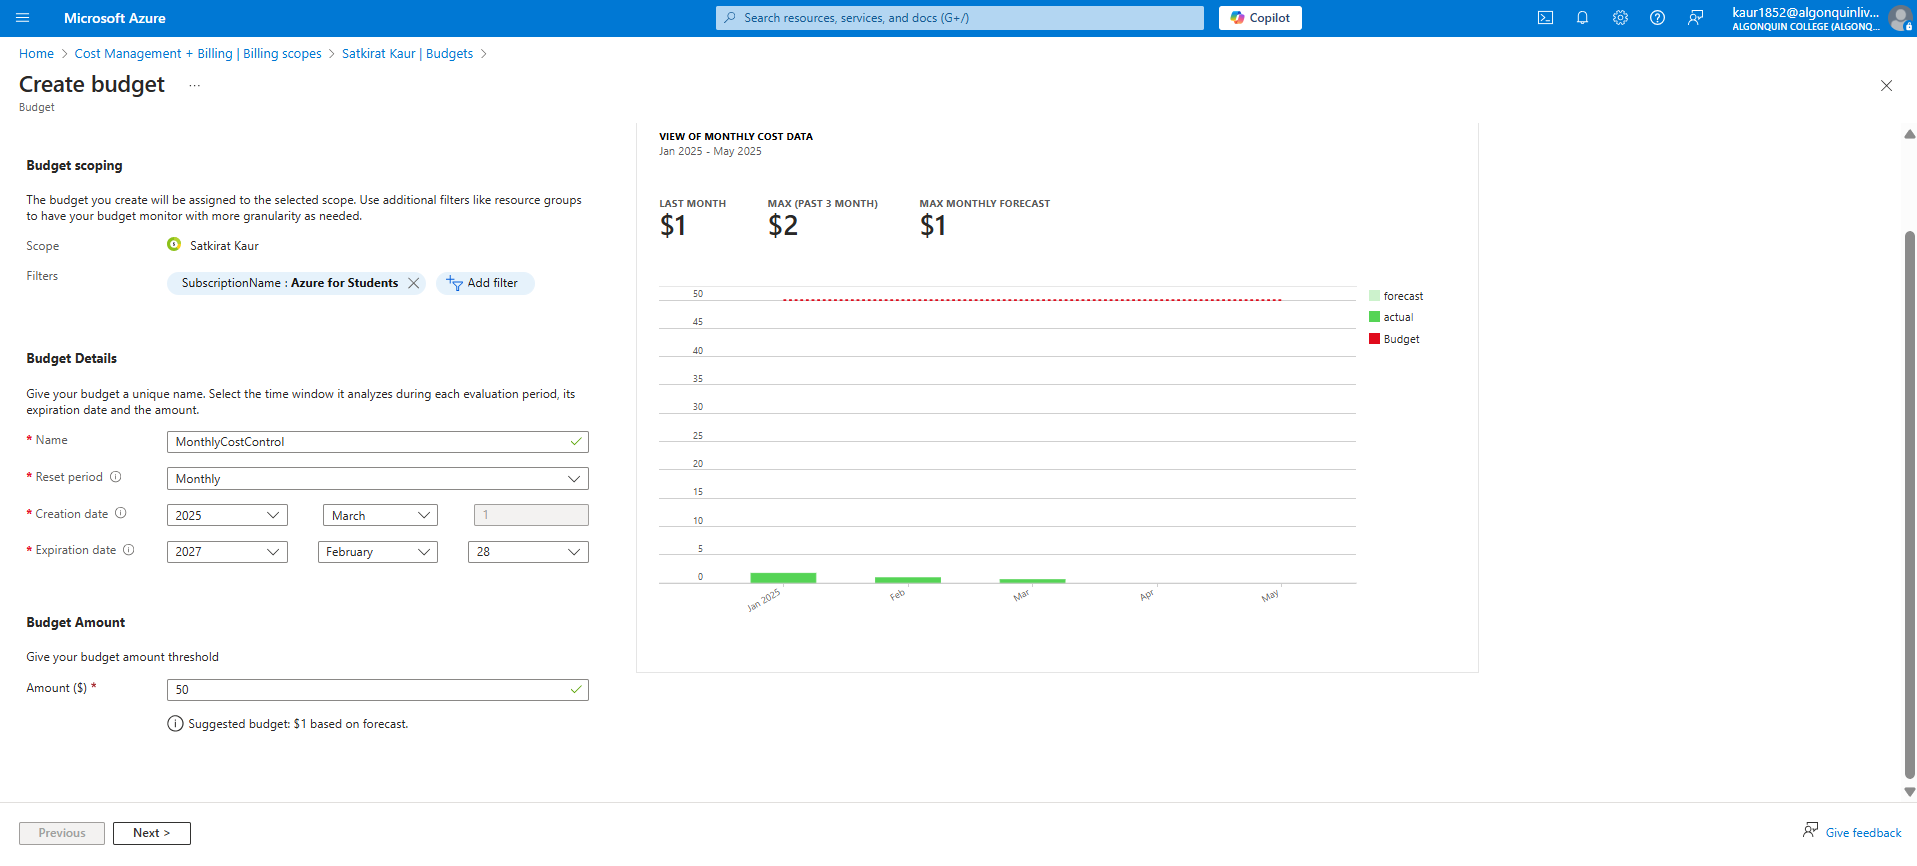 Microsoft Azure
Search resources, services, and docs (G+/)
Copilot
kaur1852@algonquinliv...
ALGONQUIN COLLEGE (ALGONQ...
Home > Cost Management + Billing | Billing scopes > Satkirat Kaur | Budgets >
Create budget ...
Budget
Budget scoping
The budget you create will be assigned to the selected scope. Use additional filters like resource groups
to have your budget monitor with more granularity as needed.
Scope
Satkirat Kaur
Filters
SubscriptionName : Azure for Students
Add filter
Budget Details
Give your budget a unique name. Select the time window it analyzes during each evaluation period, its
expiration date and the amount.
* Name
MonthlyCostControl
* Reset period
Monthly
* Creation date
2025
March
1
* Expiration date
2027
February
28
Budget Amount
Give your budget amount threshold
Amount ($) *
50
Suggested budget: $1 based on forecast.
VIEW OF MONTHLY COST DATA
Jan 2025 - May 2025
LAST MONTH
$1
MAX (PAST 3 MONTH)
$2
MAX MONTHLY FORECAST
$1
50
45
40
35
30
25
20
15
10
5
0
Jan 2025
Feb
Mar
Apr
May
forecast
actual
Budget
Previous
Next >
Give feedback